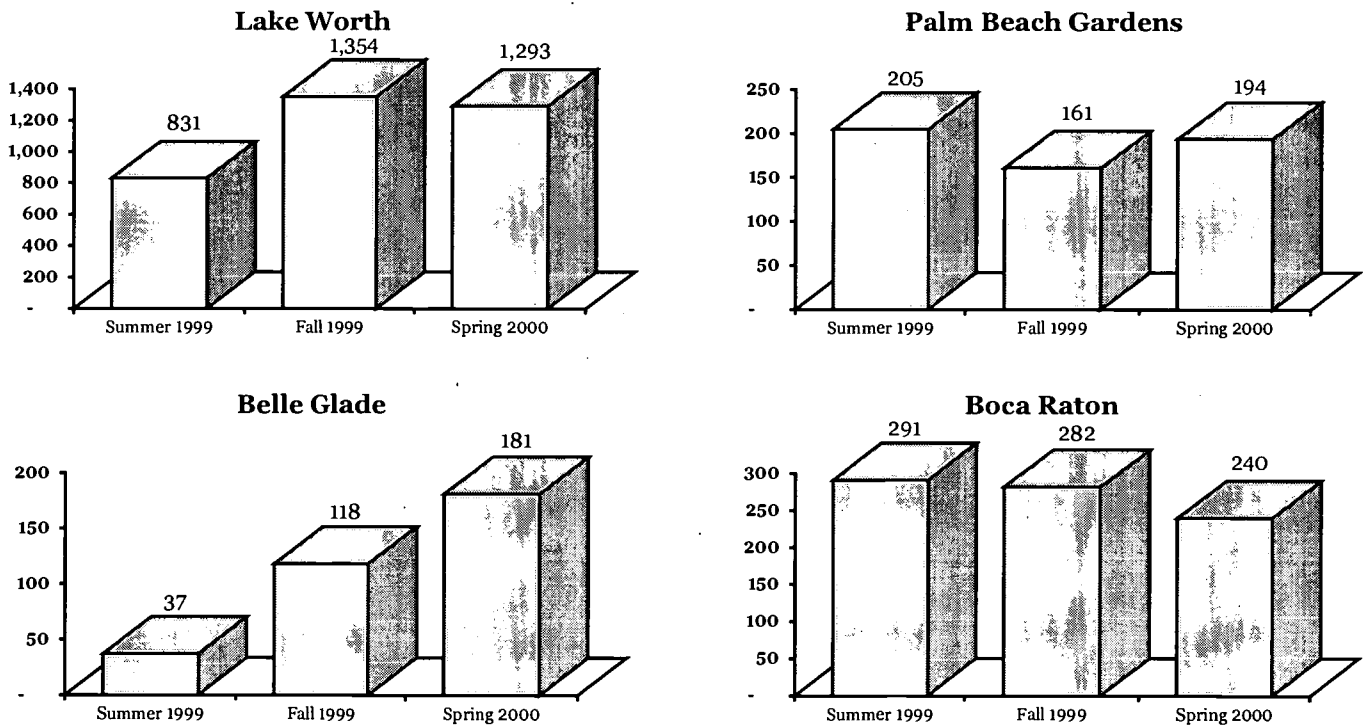 Lake Worth
1,354
1,293
831
1,400
1,200
1,000
800
600
400
200
-
Summer 1999
Fall 1999
Spring 2000
Palm Beach Gardens
205
161
194
250
200
150
100
50
-
Summer 1999
Fall 1999
Spring 2000
Belle Glade
181
118
37
200
150
100
50
-
Summer 1999
Fall 1999
Spring 2000
Boca Raton
291
282
240
300
250
200
150
100
50
-
Summer 1999
Fall 1999
Spring 2000